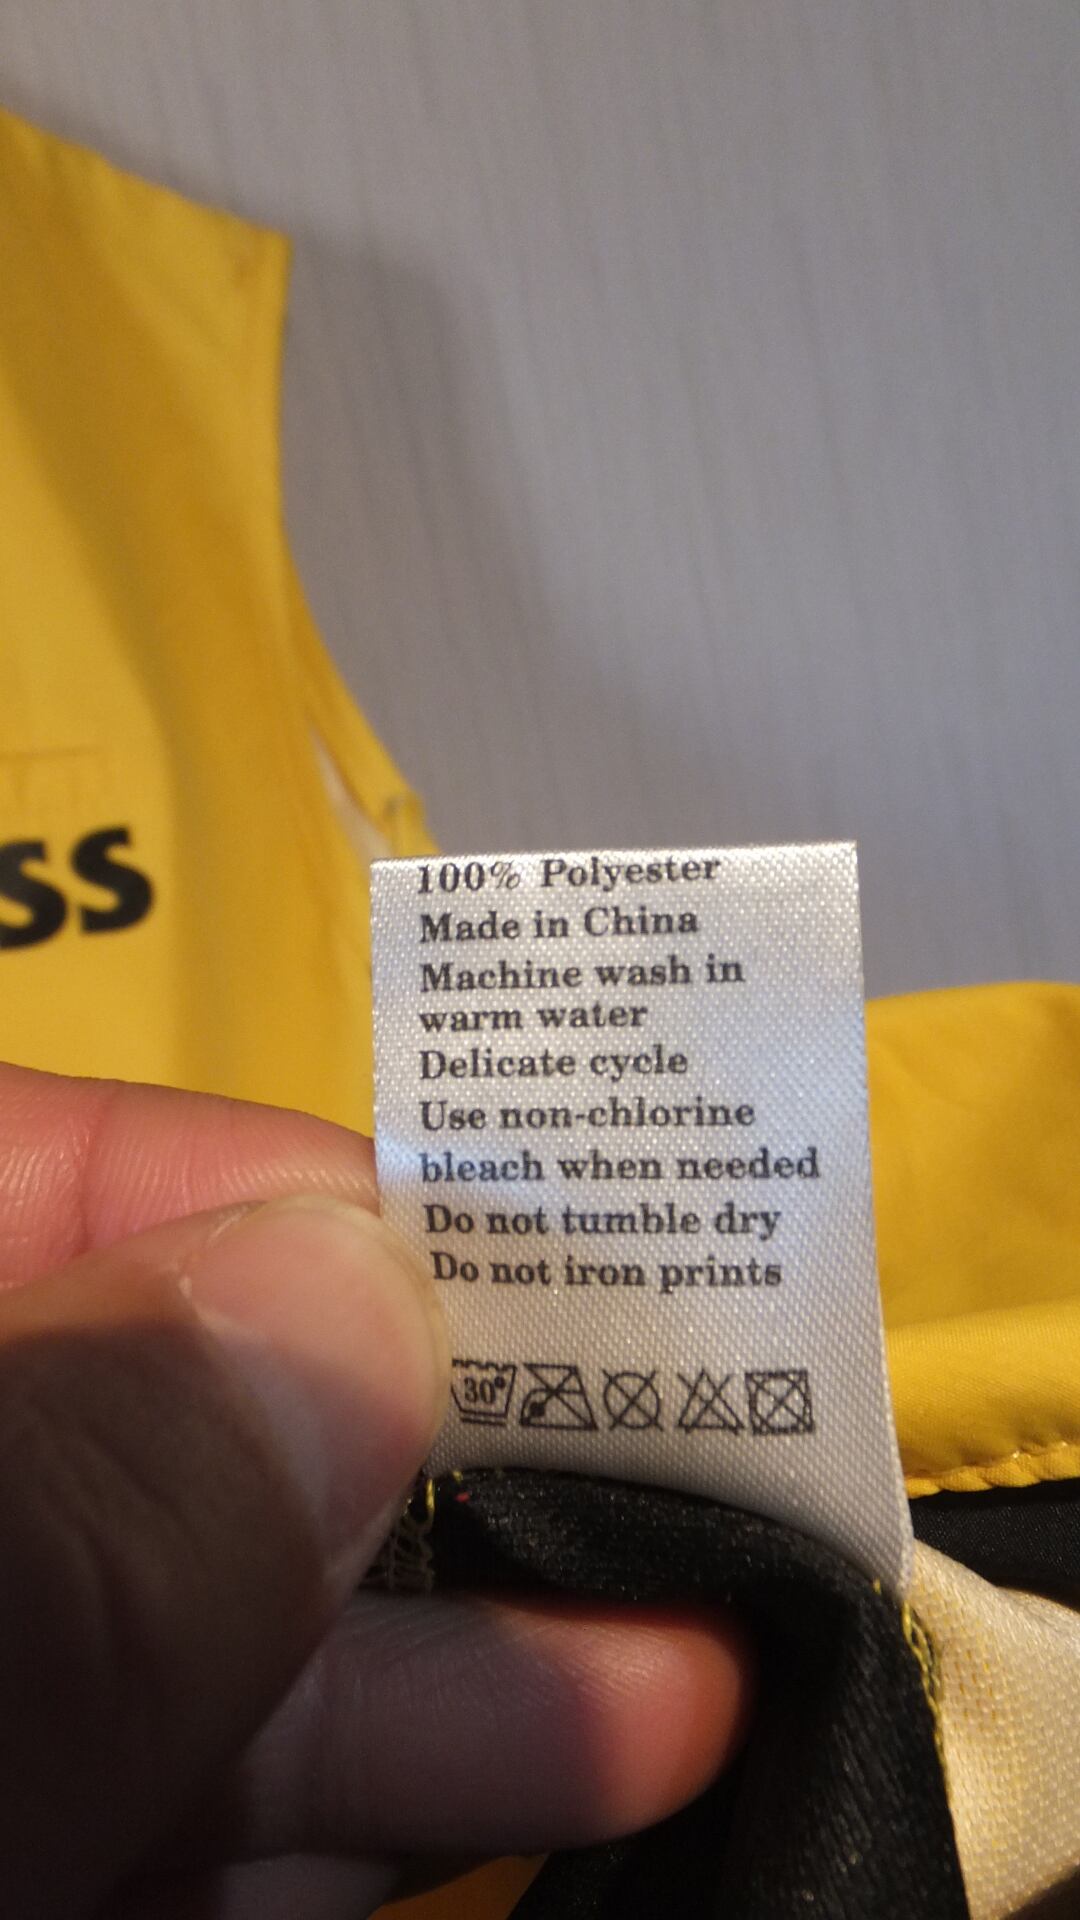 ss
100% Polyester
Made in China
Machine wash in
warm water
Delicate cycle
Use non-chlorine
bleach when needed
Do not tumble dry
Do not iron prints
30°